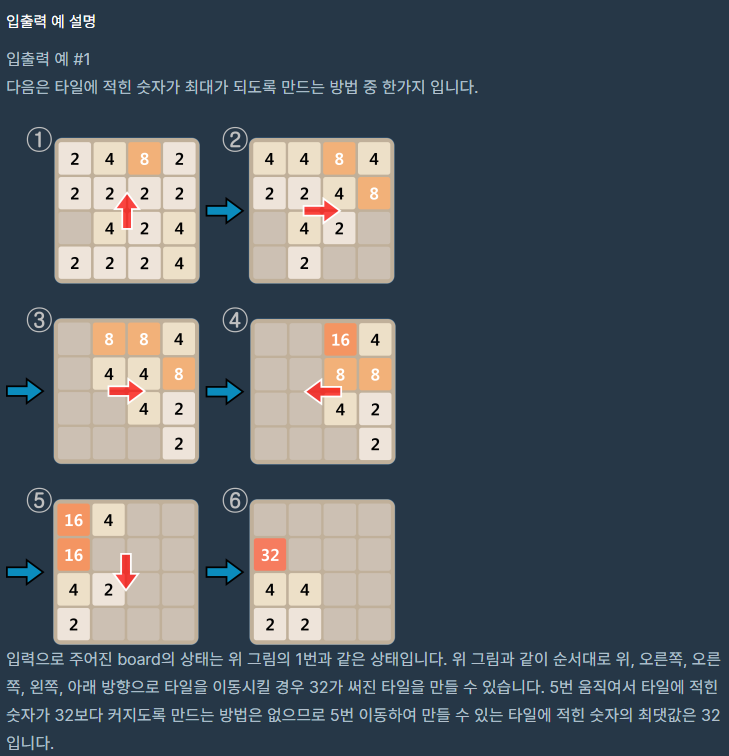 입출력 예 설명
입출력 예 #1
다음은 타일에 적힌 숫자가 최대가 되도록 만드는 방법 중 한가지 입니다.
① ②
2 4 8 2 4 4 8 4
2 2 2 2 2 2 4 8
4 2 4 4 2
2 2 2 4 2
③ ④
8 8 4 16 4
4 4 8 8 8
4 2 4 2
2 2
⑤ ⑥
16 4
16 32
4 2 4 4
2 2 2
입력으로 주어진 board의 상태는 위 그림의 1번과 같은 상태입니다. 위 그림과 같이 순서대로 위, 오른쪽, 오른
쪽, 왼쪽, 아래 방향으로 타일을 이동시킬 경우 32가 써진 타일을 만들 수 있습니다. 5번 움직여서 타일에 적힌
숫자가 32보다 커지도록 만드는 방법은 없으므로 5번 이동하여 만들 수 있는 타일에 적힌 숫자의 최댓값은 32
입니다.